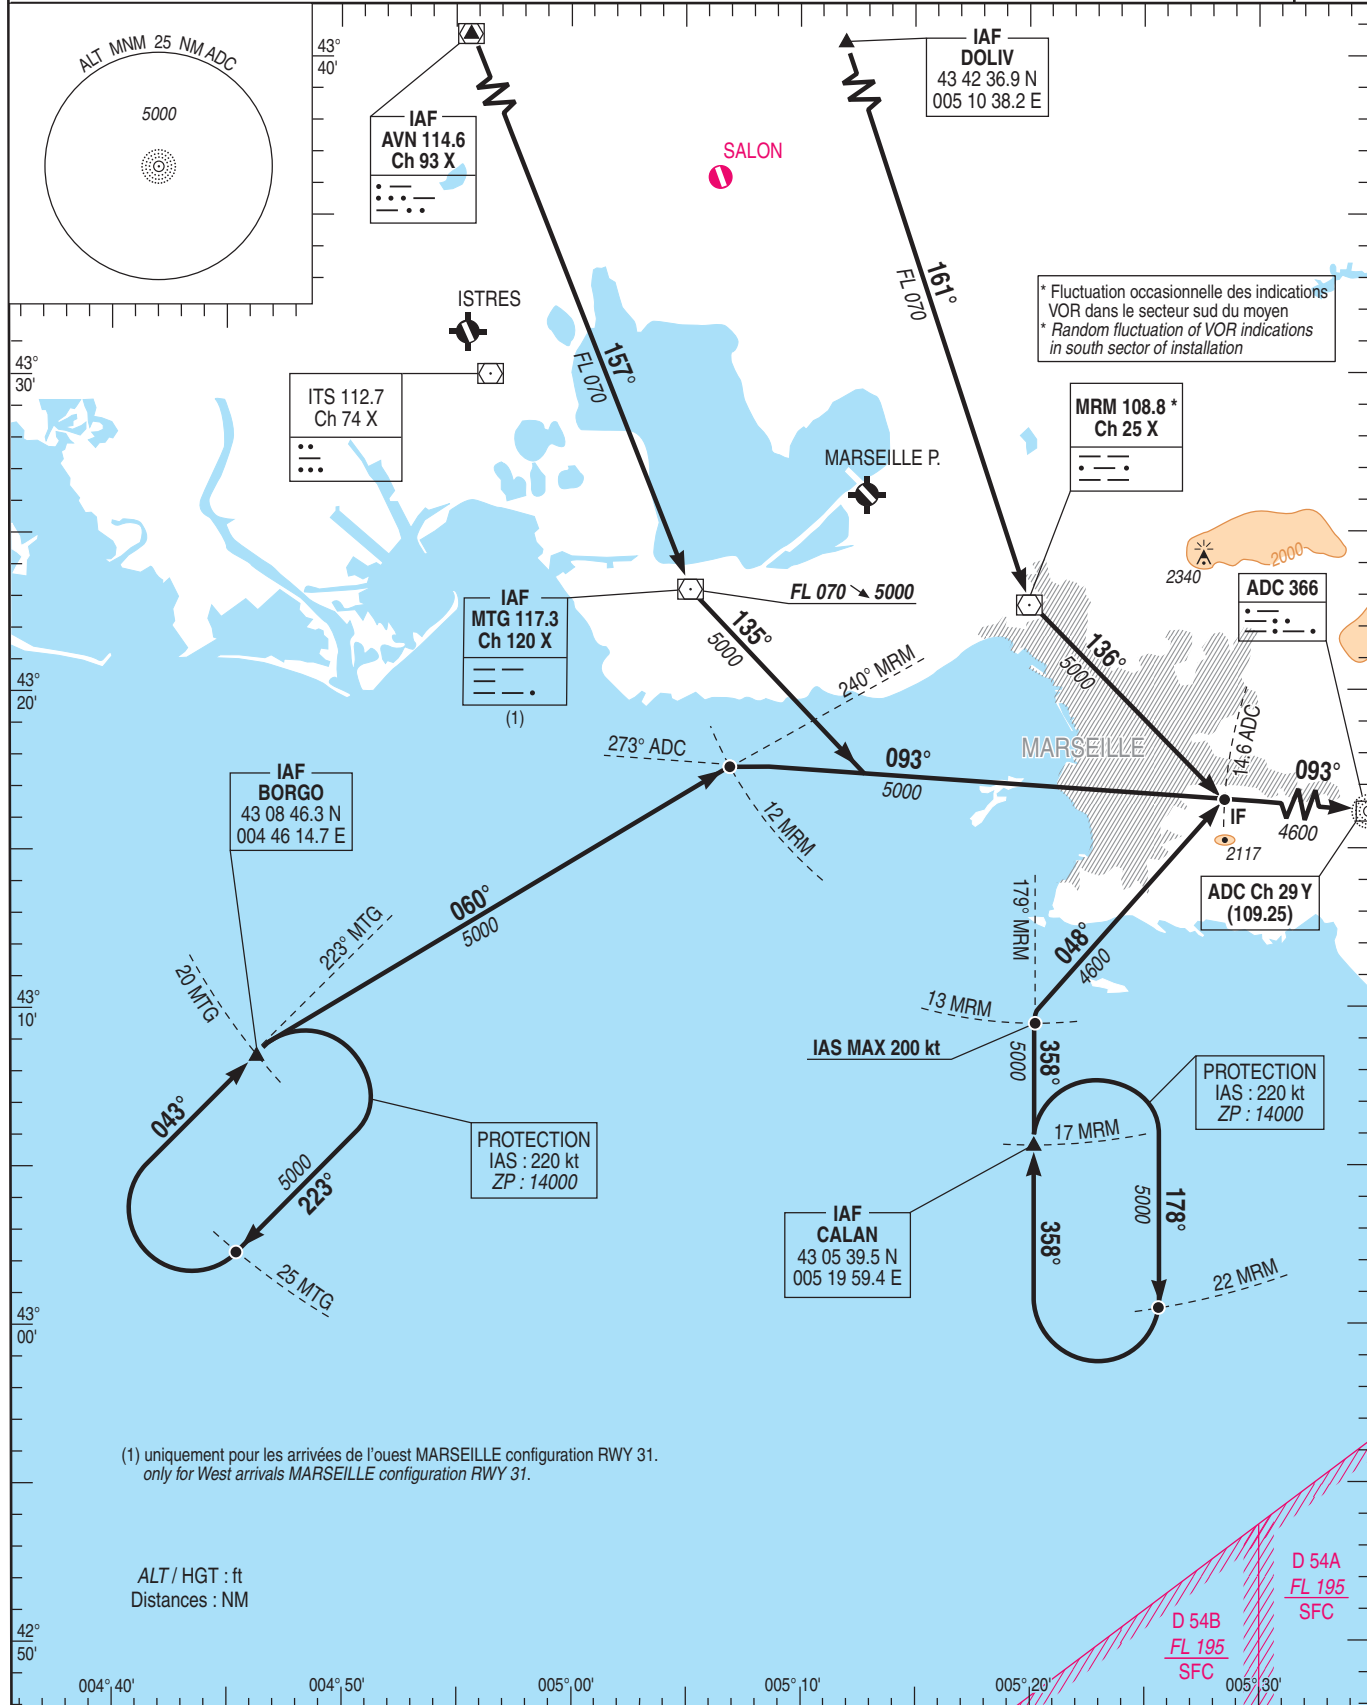 ALT MNM 25 NM ADC
5000
43°
40'
IAF
AVN 114.6
Ch 93 X
IAF
DOLIV
43 42 36.9 N
005 10 38.2 E
SALON
ISTRES
157°
FL 070
161°
FL 070
* Fluctuation occasionnelle des indications
VOR dans le secteur sud du moyen
* Random fluctuation of VOR indications
in south sector of installation
43°
30'
ITS 112.7
Ch 74 X
MRM 108.8 *
Ch 25 X
MARSEILLE P.
2340
2000
ADC 366
IAF
MTG 117.3
Ch 120 X
(1)
FL 070 ➘ 5000
135°
5000
136°
5000
240° MRM
43°
20'
273° ADC
MARSEILLE
14.6 ADC
093°
5000
093°
4600
IF
2117
12 MRM
IAF
BORGO
43 08 46.3 N
004 46 14.7 E
ADC Ch 29 Y
(109.25)
060°
5000
223° MTG
20 MTG
179° MRM
048°
4600
43°
10'
13 MRM
IAS MAX 200 kt
358°
5000
PROTECTION
IAS : 220 kt
ZP : 14000
043°
5000
223°
PROTECTION
IAS : 220 kt
ZP : 14000
17 MRM
178°
5000
358°
IAF
CALAN
43 05 39.5 N
005 19 59.4 E
25 MTG
22 MRM
43°
00'
(1) uniquement pour les arrivées de l'ouest MARSEILLE configuration RWY 31.
only for West arrivals MARSEILLE configuration RWY 31.
ALT / HGT : ft
Distances : NM
D 54A
FL 195
SFC
D 54B
FL 195
SFC
42°
50'
004°40'
004°50'
005°00'
005°10'
005°20'
005°30'